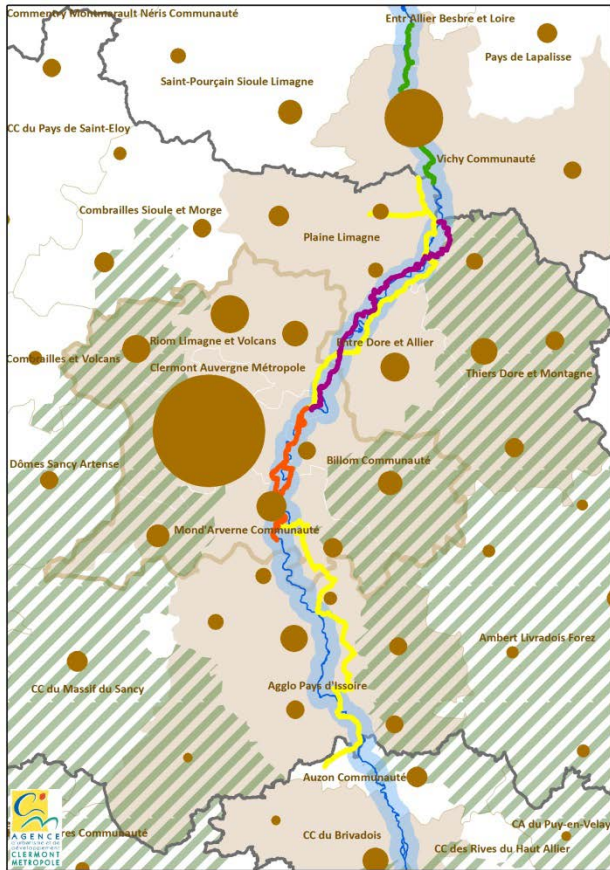 Commentry Montmarault Néris Communauté
Entr Allier Besbre et Loire
Pays de Lapalisse
Saint-Pourçain Sioule Limagne
CC du Pays de Saint-Eloy
Vichy Communauté
Combrailles Sioule et Morge
Plaine Limagne
Riom Limagne et Volcans
Entre Dore et Allier
Combrailles et Volcans
Clermont Auvergne Métropole
Thiers Dore et Montagne
Dômes Sancy Artense
Billom Communauté
Mond'Arverne Communauté
Ambert Livradois Forez
CC du Massif du Sancy
Agglo Pays d'Issoire
Auzon Communauté
CA du Puy-en-Velay
res Communauté
CC du Brivadois
CC des Rives du Haut Allier
AGENCE
CLERMONT
METROPOLE